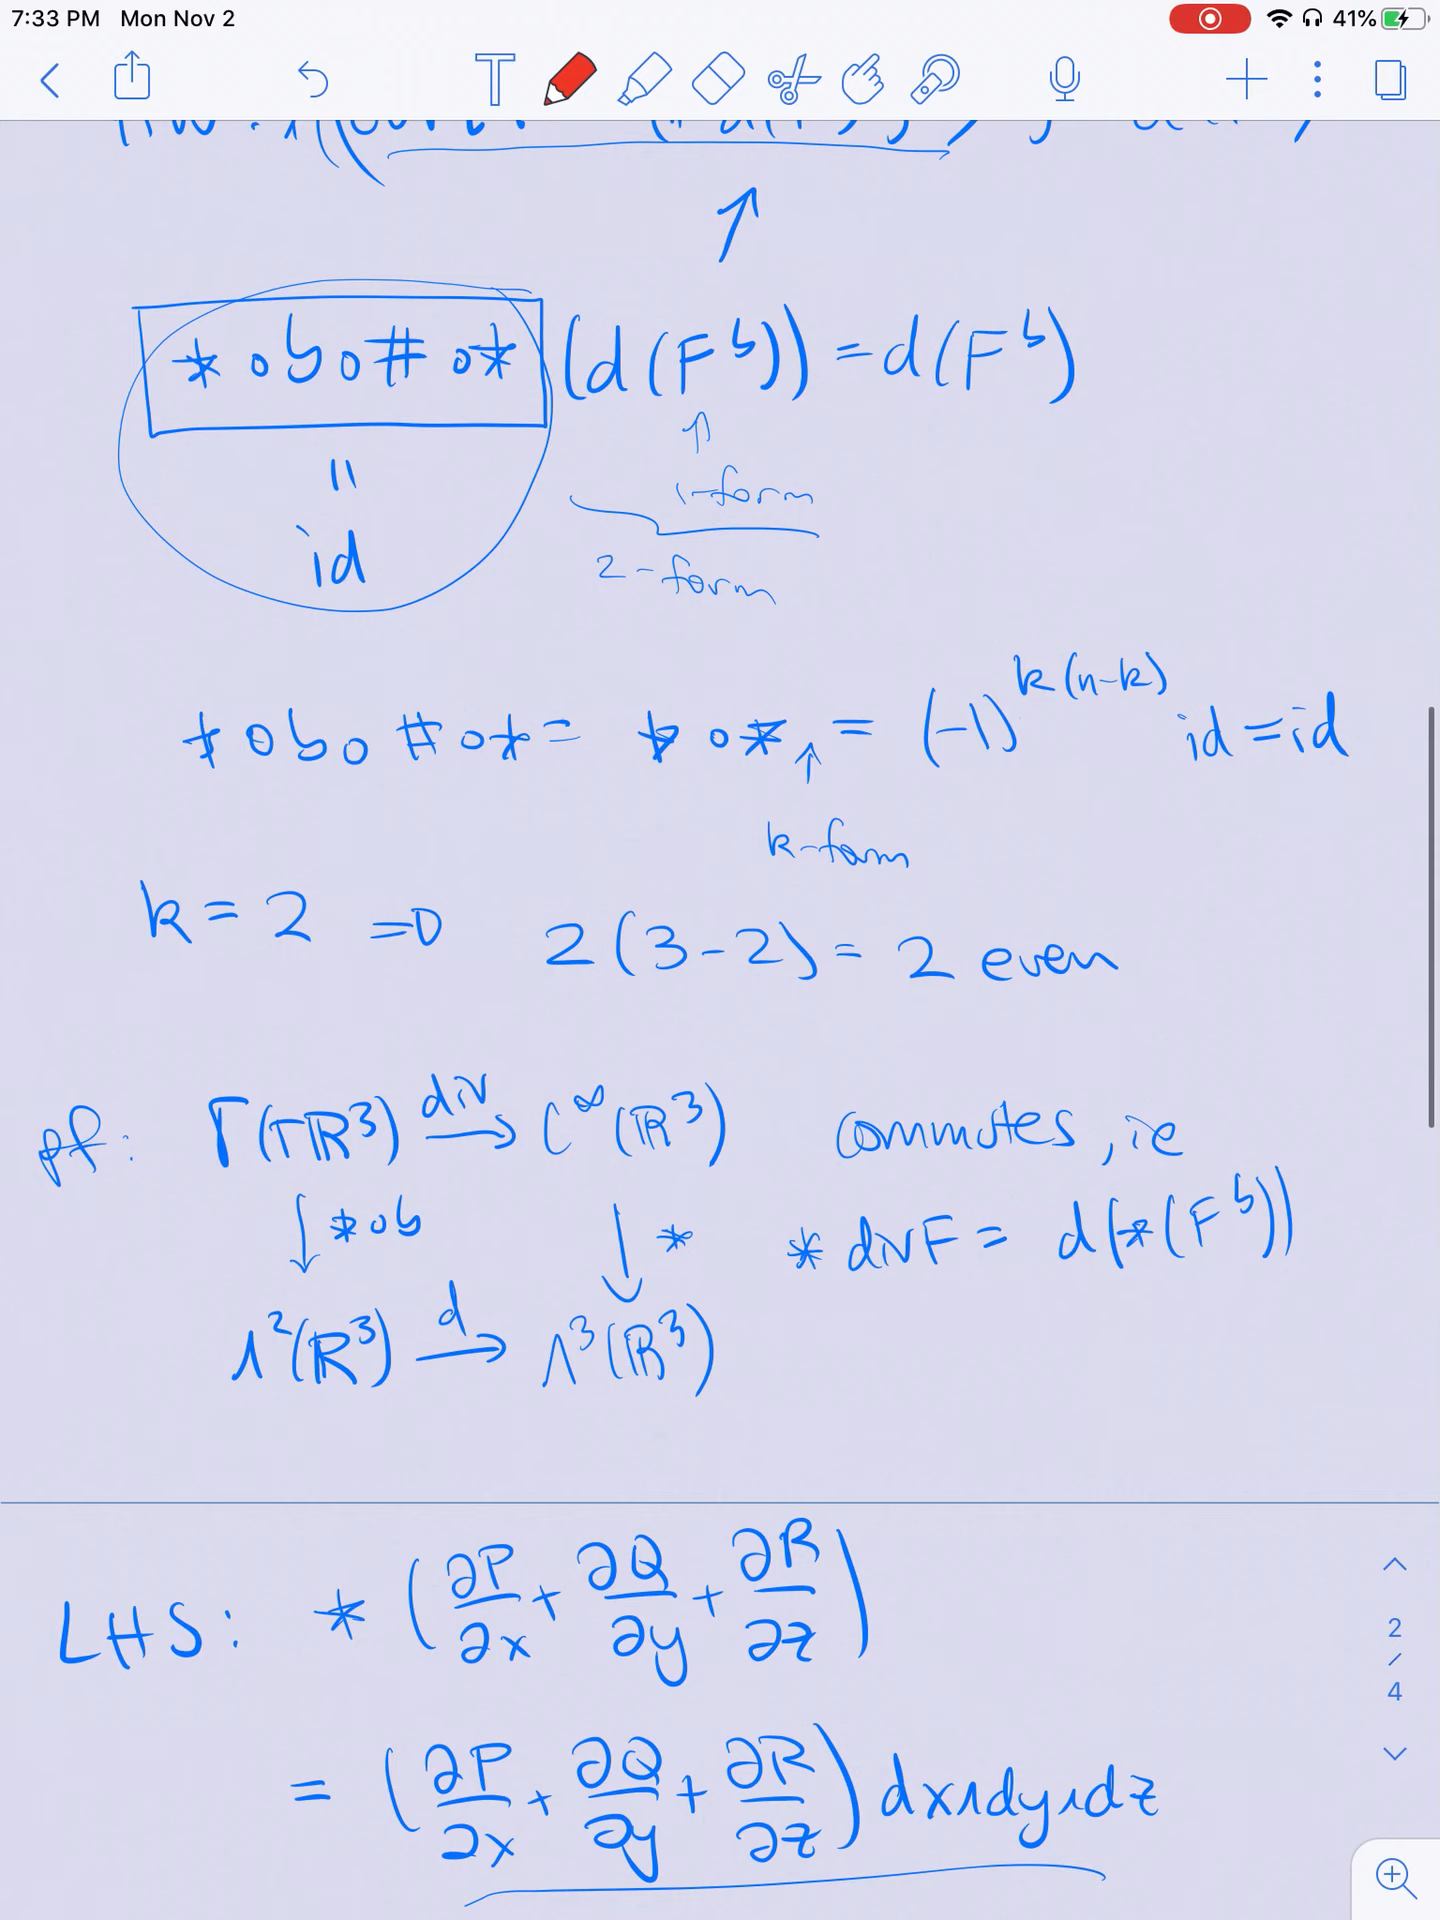 7:33 PM Mon Nov 2 41%
T
↑
* ∘ ♭ ∘ # ∘ * (d(F♭)) = d(F♭)
↑
=
1-form
id
2-form
* ∘ ♭ ∘ # ∘ * = * ∘ * = (-1)^k(n-k) id = id
↑
k-form
k = 2 ⇒ 2(3-2) = 2 even
pf: Γ(Tℝ³) div→ C^∞(ℝ³) commutes, ie
↓ * ∘ ♭ ↓ * * div F = d(*(F♭))
Λ²(ℝ³) d→ Λ³(ℝ³)
LHS: * (∂P/∂x + ∂Q/∂y + ∂R/∂z)
= (∂P/∂x + ∂Q/∂y + ∂R/∂z) dx∧dy∧dz
2
/
4